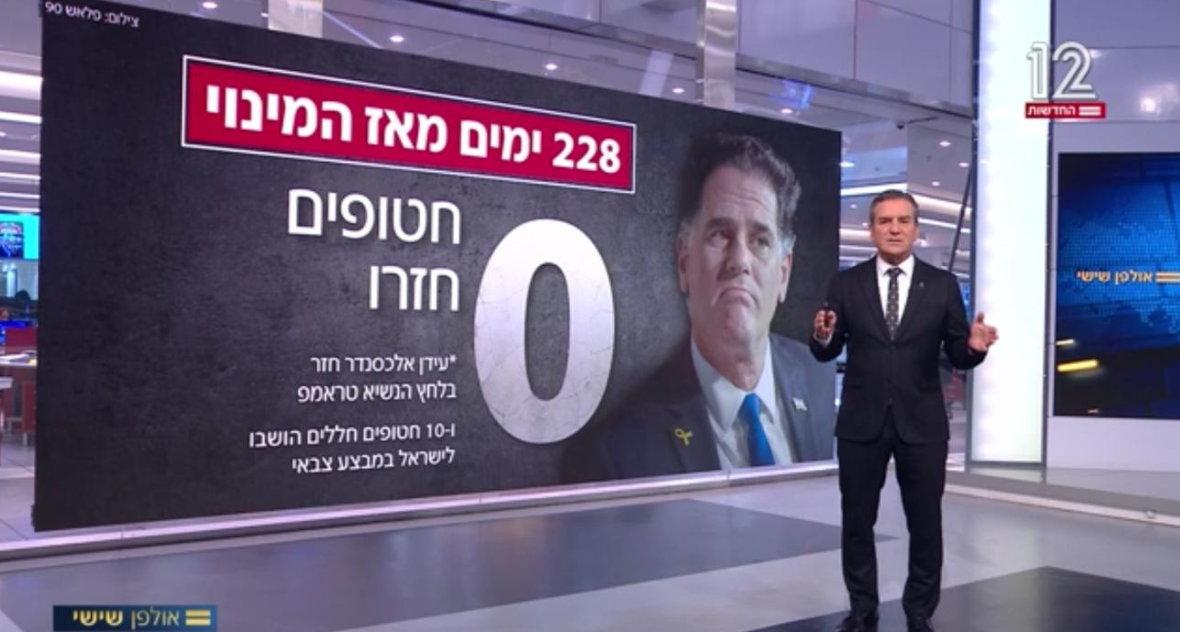 צילום: פלאש 90
228 ימים מאז המינוי
חטופים
חזרו
0
*עידן אלכסנדר חזר
בלחץ הנשיא טראמפ
ו-10 חטופים חללים הושבו
לישראל במבצע צבאי
12
החדשות
אולפן שישי
אולפן שישי